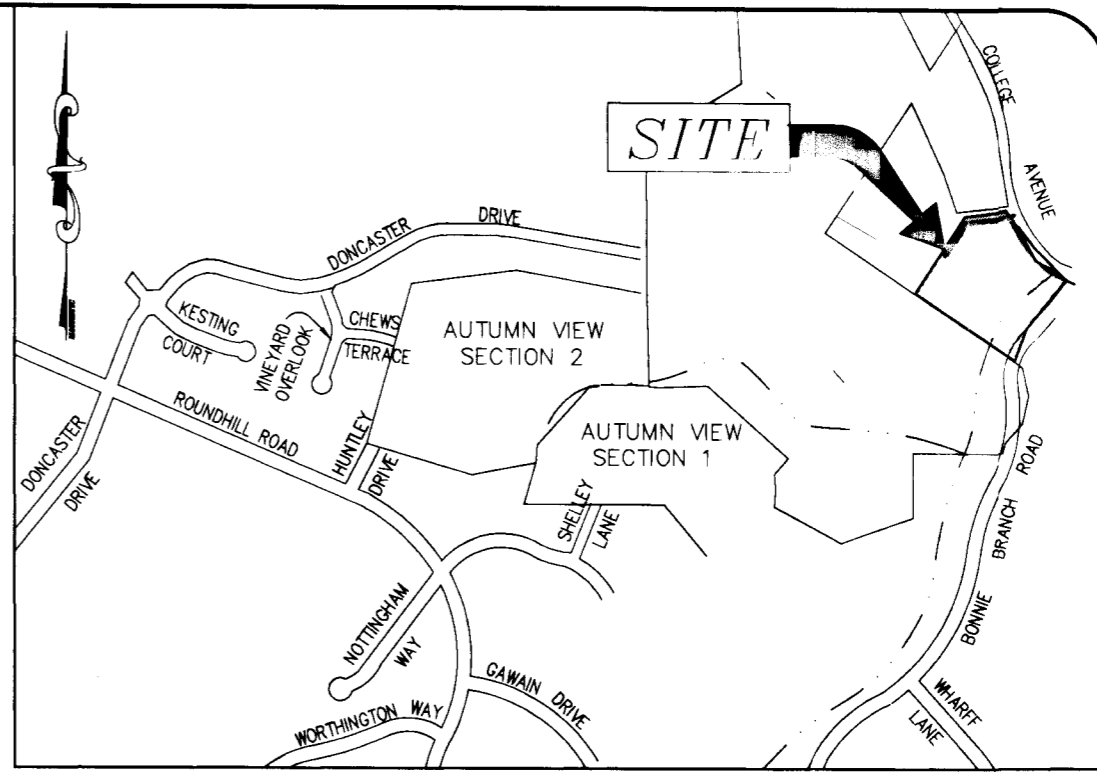 COLLEGE
AVENUE
SITE
DONCASTER DRIVE
KESTING
COURT
VINEYARD
OVERLOOK
CHEWS
TERRACE
AUTUMN VIEW
SECTION 2
AUTUMN VIEW
SECTION 1
ROUNDHILL ROAD
HUNTLEY
DRIVE
DONCASTER
DRIVE
SHELLEY
LANE
NOTTINGHAM
WAY
GAWAIN DRIVE
WORTHINGTON WAY
BONNIE BRANCH ROAD
WHARFF
LANE